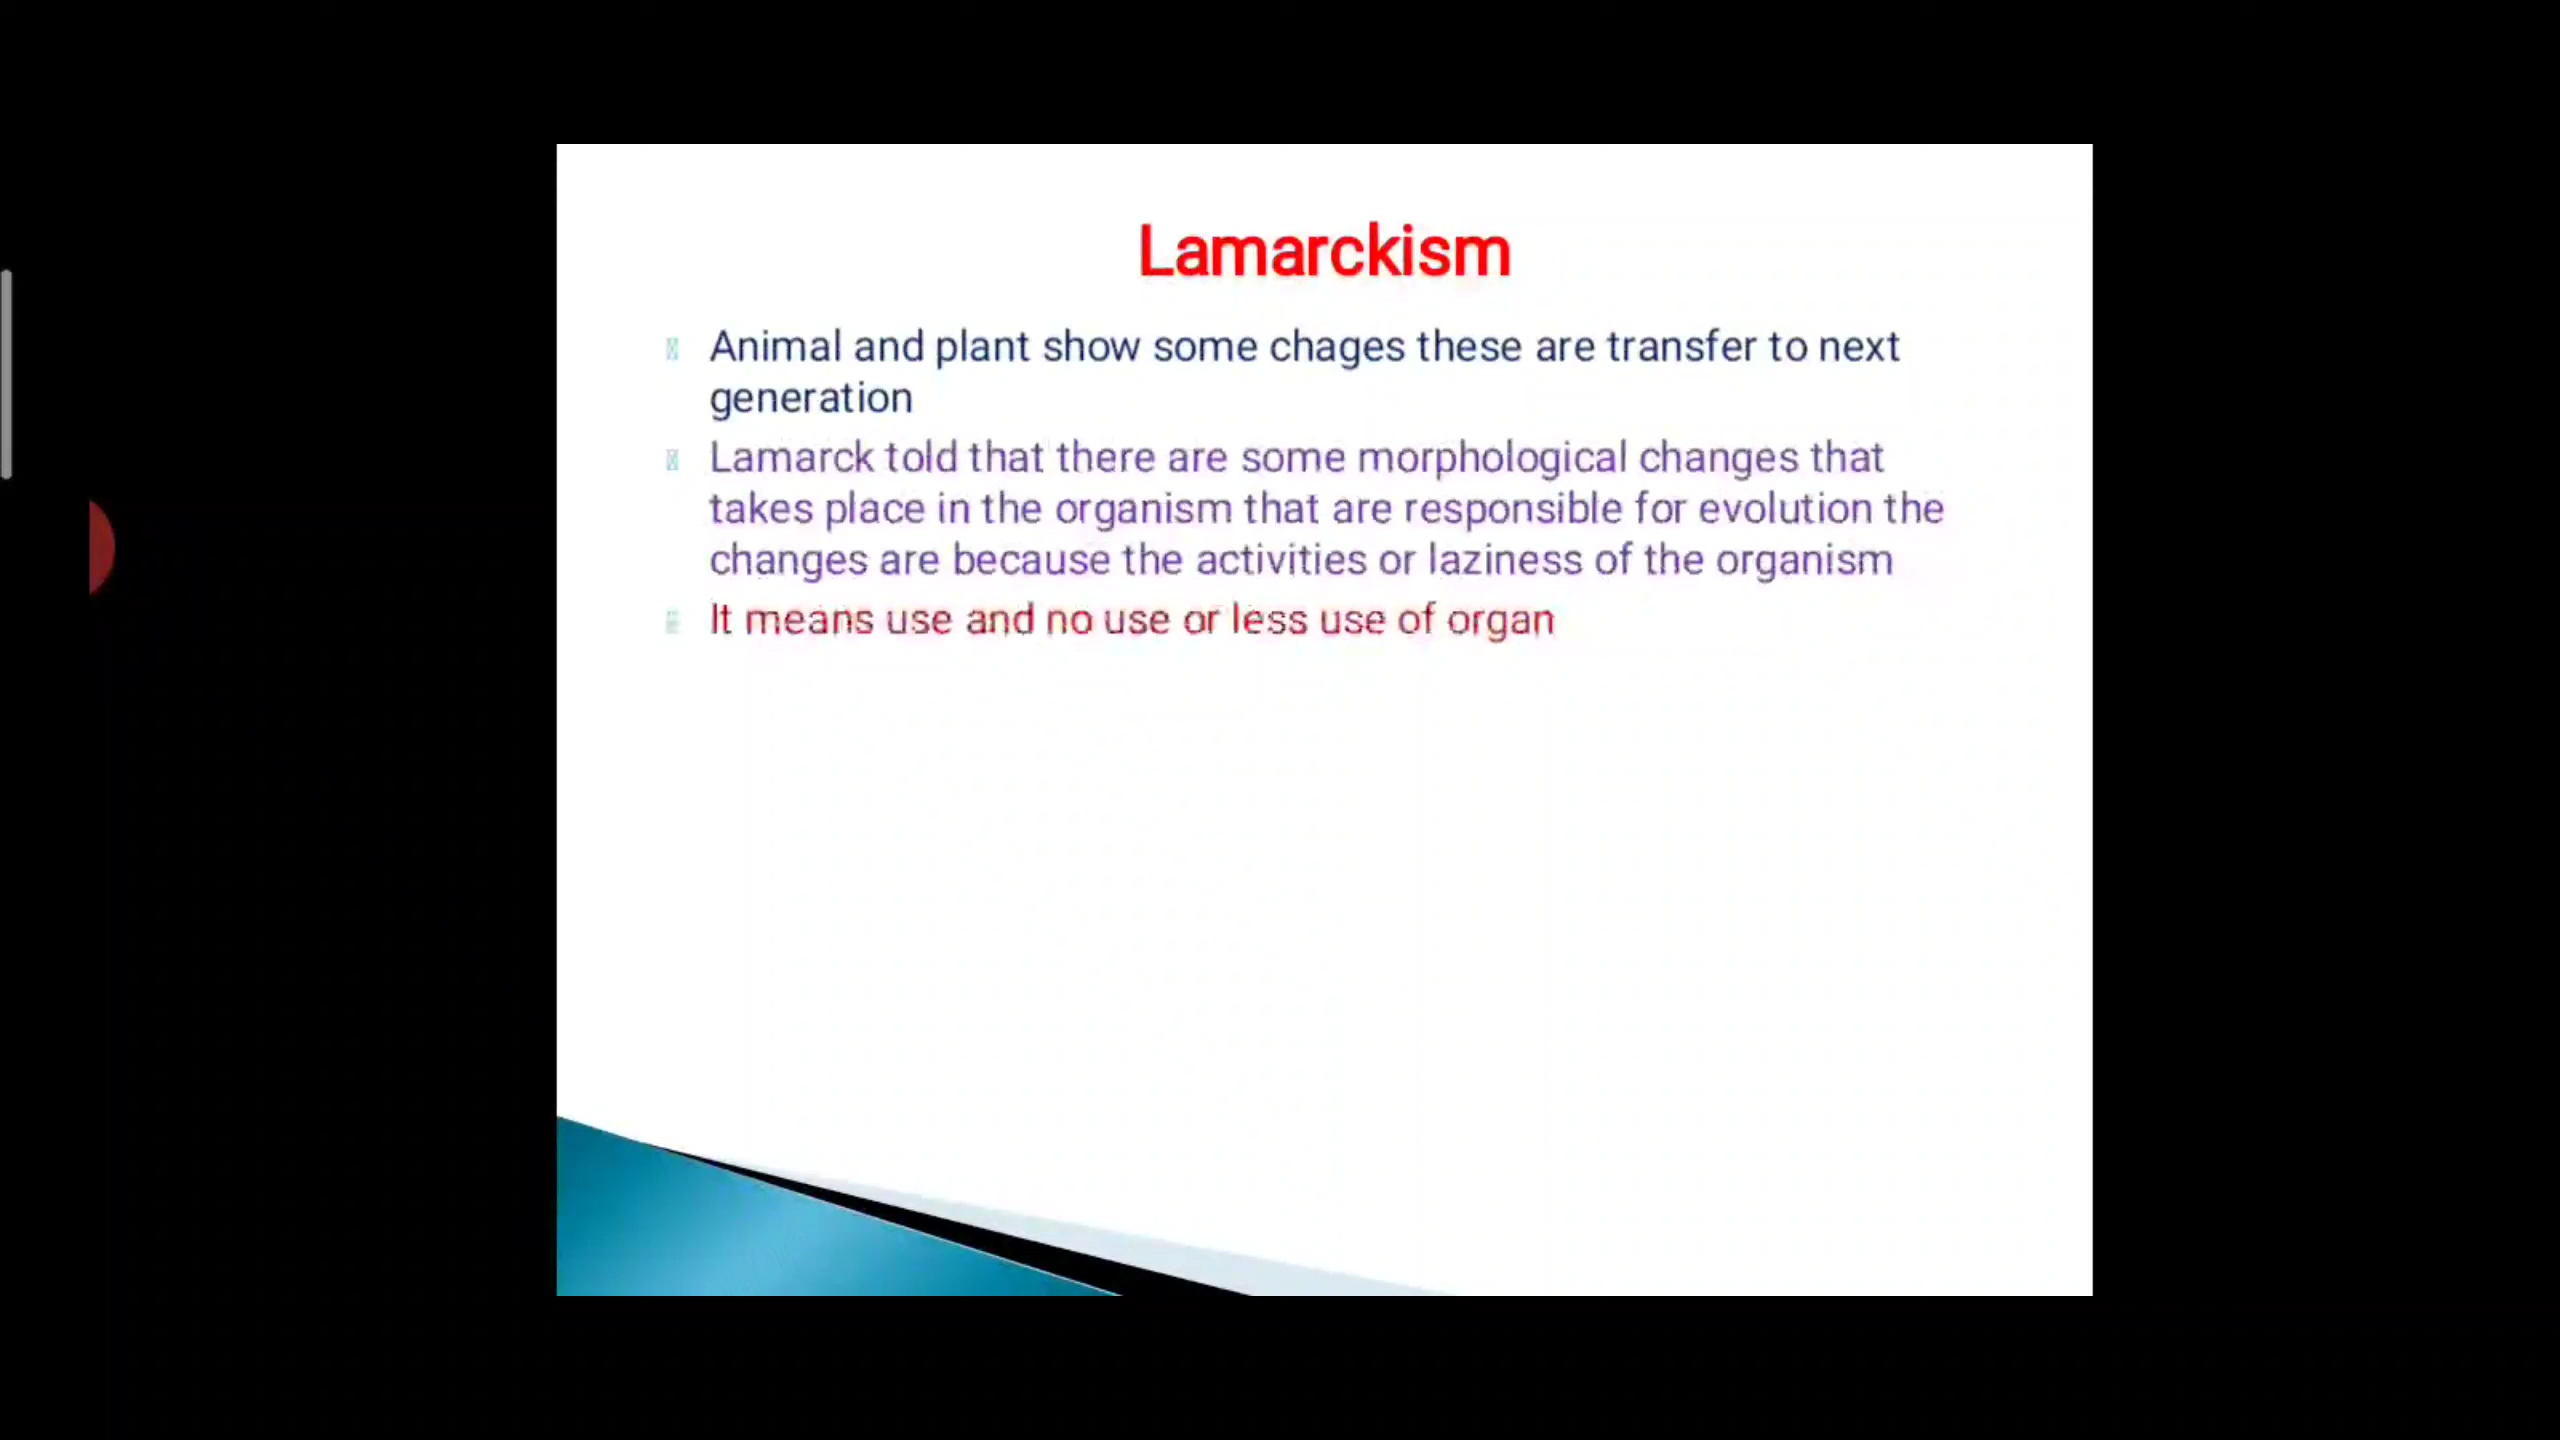 Lamarckism
Animal and plant show some chages these are transfer to next
generation
Lamarck told that there are some morphological changes that
takes place in the organism that are responsible for evolution the
changes are because the activities or laziness of the organism
It means use and no use or less use of organ